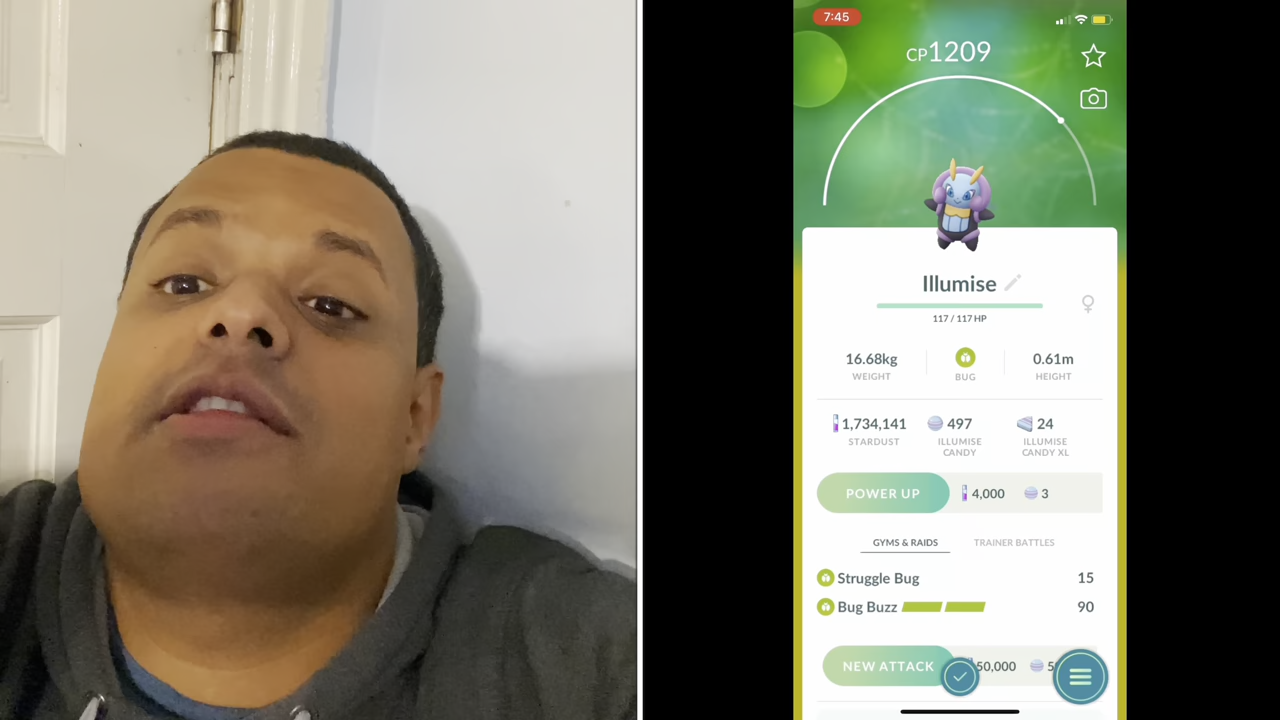 7:45
CP1209
Illumise
117 / 117 HP
16.68kg
WEIGHT
BUG
0.61m
HEIGHT
1,734,141
STARDUST
497
ILLUMISE
CANDY
24
ILLUMISE
CANDY XL
POWER UP 4,000 3
GYMS & RAIDS TRAINER BATTLES
Struggle Bug 15
Bug Buzz 90
NEW ATTACK 50,000 5